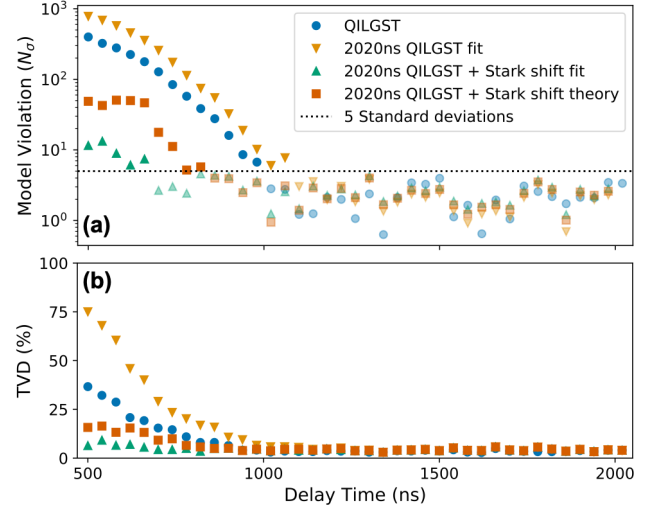 10³
10²
10¹
10⁰
Model Violation (Nσ)
QILGST
2020ns QILGST fit
2020ns QILGST + Stark shift fit
2020ns QILGST + Stark shift theory
5 Standard deviations
(a)
(b)
100
75
50
25
0
TVD (%)
500
1000
1500
2000
Delay Time (ns)